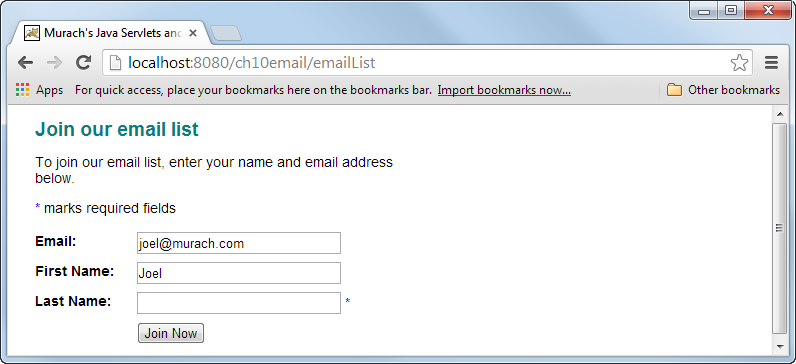 Murach's Java Servlets and
localhost:8080/ch10email/emailList
Apps For quick access, place your bookmarks here on the bookmarks bar. Import bookmarks now... Other bookmarks
Join our email list
To join our email list, enter your name and email address
below.
* marks required fields
Email: joel@murach.com
First Name: Joel
Last Name: *
Join Now